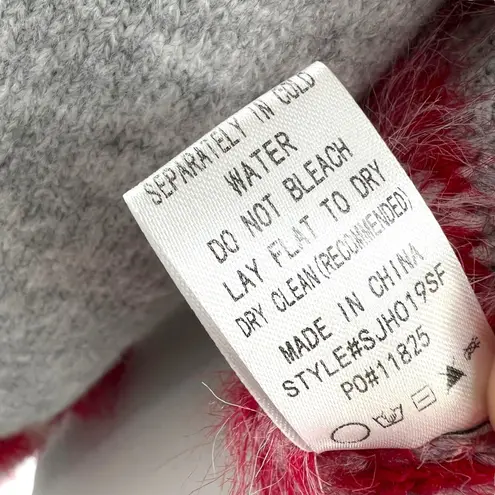 SEPARATELY IN COLD
WATER
DO NOT BLEACH
LAY FLAT TO DRY
DRY CLEAN(RECOMMENDED)
MADE IN CHINA
STYLE#SJH019SF
PO#11825